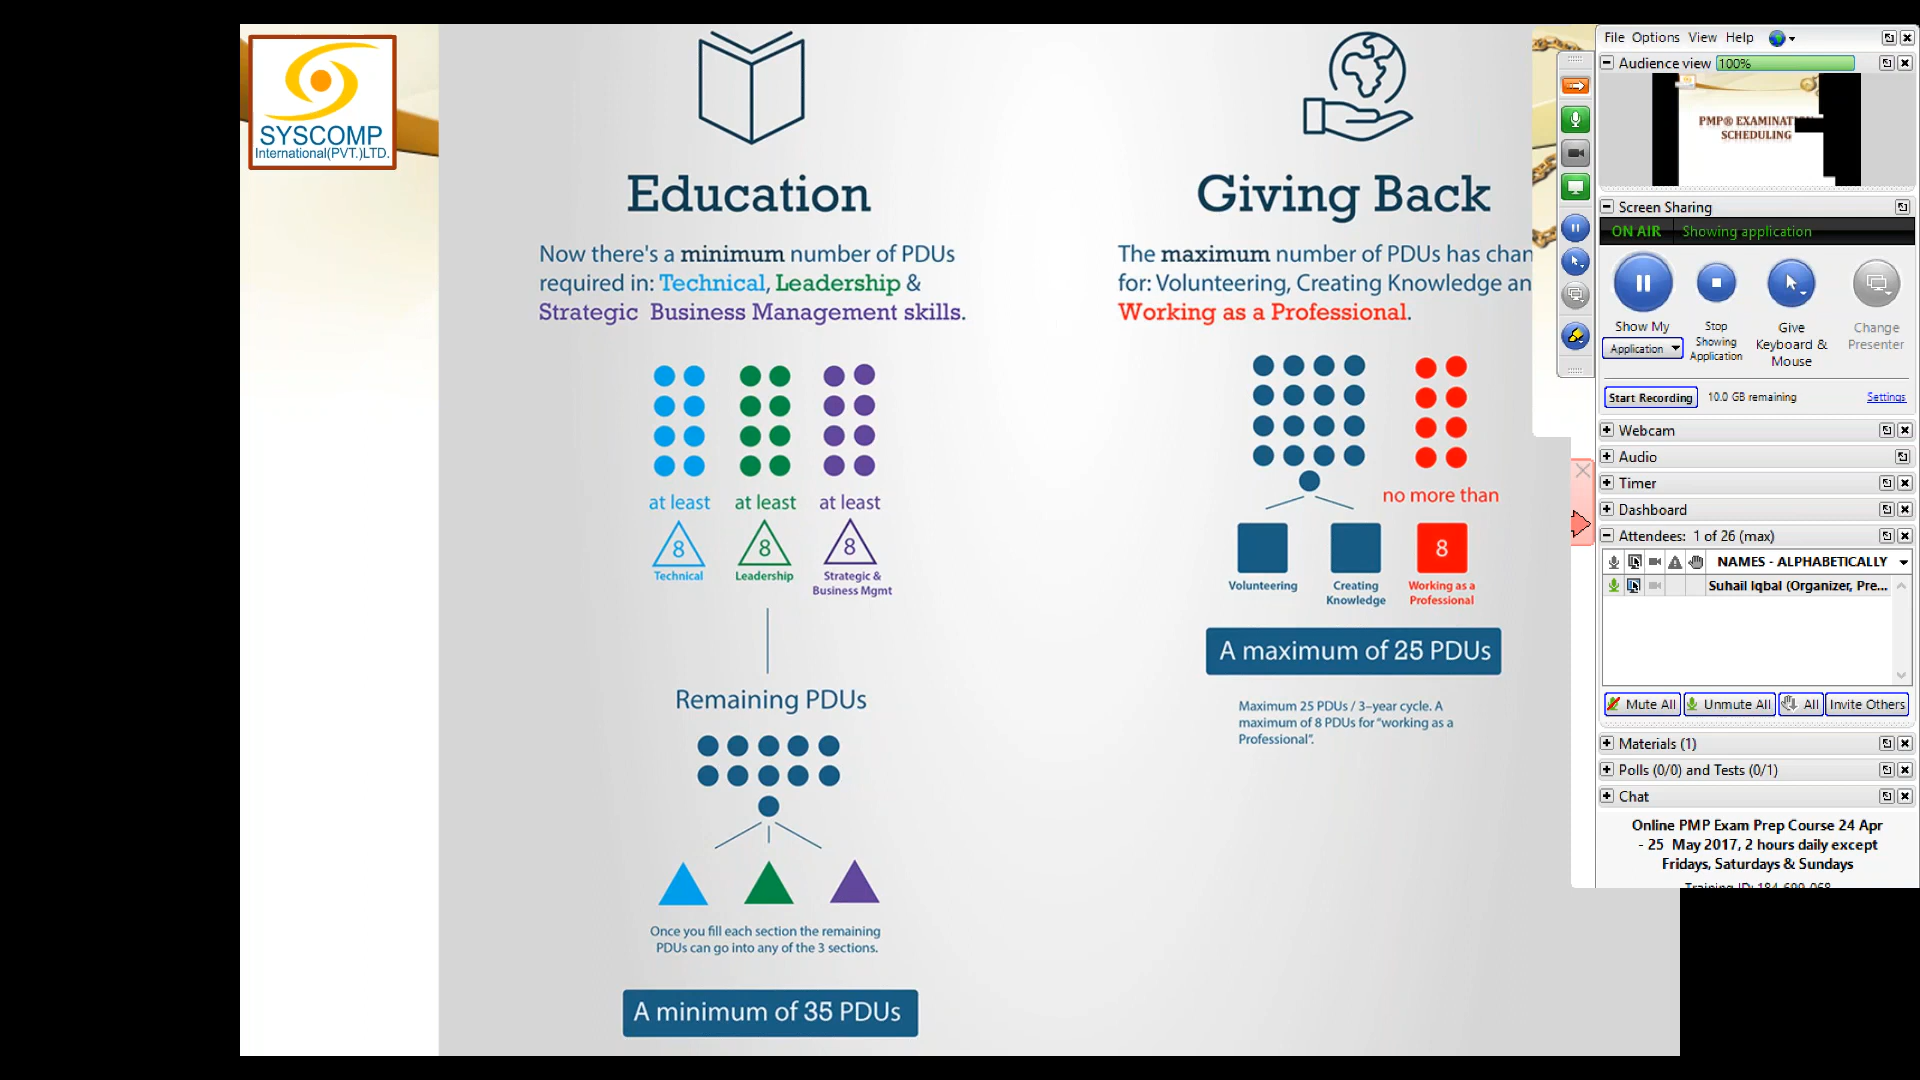 SYSCOMP
International(PVT.)LTD.
Education
Now there's a minimum number of PDUs
required in: Technical, Leadership &
Strategic Business Management skills.
at least at least at least
8 8 8
Technical Leadership Strategic &
Business Mgmt
Remaining PDUs
Once you fill each section the remaining
PDUs can go into any of the 3 sections.
A minimum of 35 PDUs
Giving Back
The maximum number of PDUs has chan
for: Volunteering, Creating Knowledge an
Working as a Professional.
no more than
8
Volunteering Creating
Knowledge Working as a
Professional
A maximum of 25 PDUs
Maximum 25 PDUs / 3–year cycle. A
maximum of 8 PDUs for “working as a
Professional”.
File Options View Help
Audience view 100%
PMP® EXAMINAT
SCHEDULING
Screen Sharing
ON AIR Showing application
Show My
Application
Stop
Showing
Application
Give
Keyboard &
Mouse
Change
Presenter
Start Recording 10.0 GB remaining Settings
Webcam
Audio
Timer
Dashboard
Attendees: 1 of 26 (max)
NAMES - ALPHABETICALLY
Suhail Iqbal (Organizer, Pre...
Mute All Unmute All All Invite Others
Materials (1)
Polls (0/0) and Tests (0/1)
Chat
Online PMP Exam Prep Course 24 Apr
- 25 May 2017, 2 hours daily except
Fridays, Saturdays & Sundays
Training ID: 184-699-068